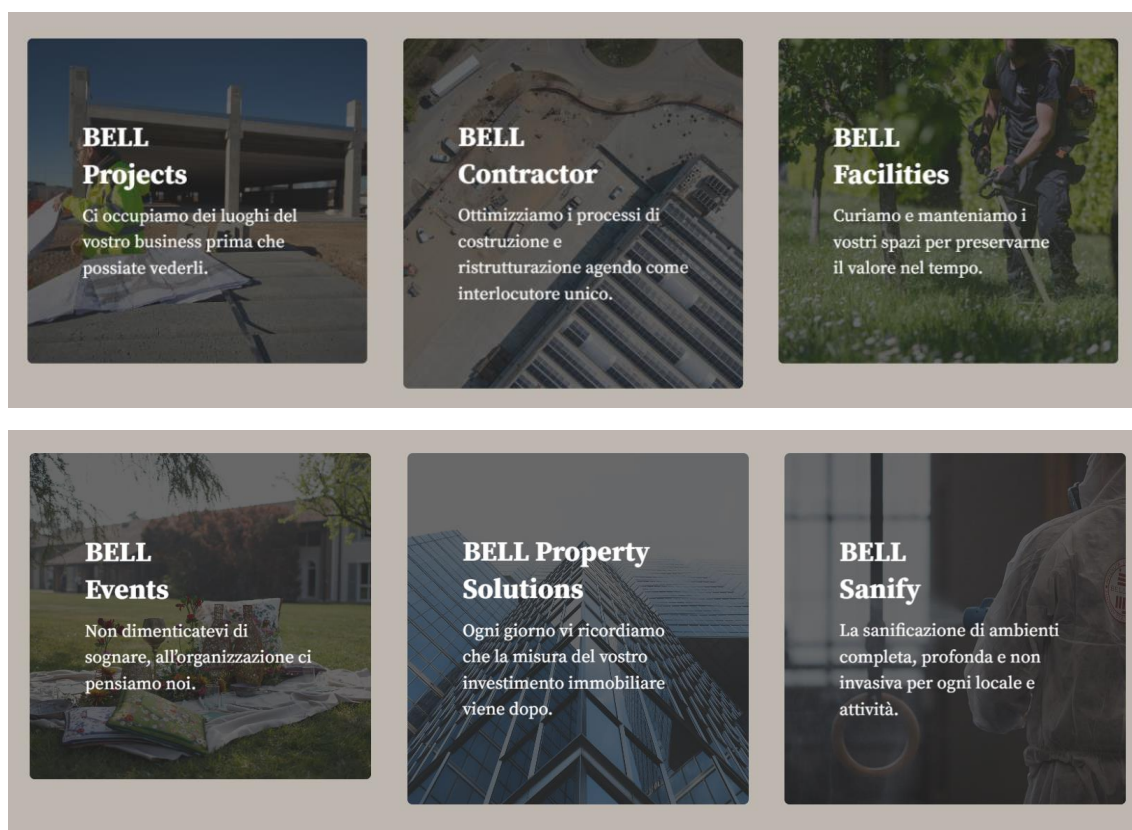 BELL
Projects
Ci occupiamo dei luoghi del
vostro business prima che
possiate vederli.
BELL
Contractor
Ottimizziamo i processi di
costruzione e
ristrutturazione agendo come
interlocutore unico.
BELL
Facilities
Curiamo e manteniamo i
vostri spazi per preservarne
il valore nel tempo.
BELL
Events
Non dimenticatevi di
sognare, all'organizzazione ci
pensiamo noi.
BELL Property
Solutions
Ogni giorno vi ricordiamo
che la misura del vostro
investimento immobiliare
viene dopo.
BELL
Sanify
La sanificazione di ambienti
completa, profonda e non
invasiva per ogni locale e
attività.